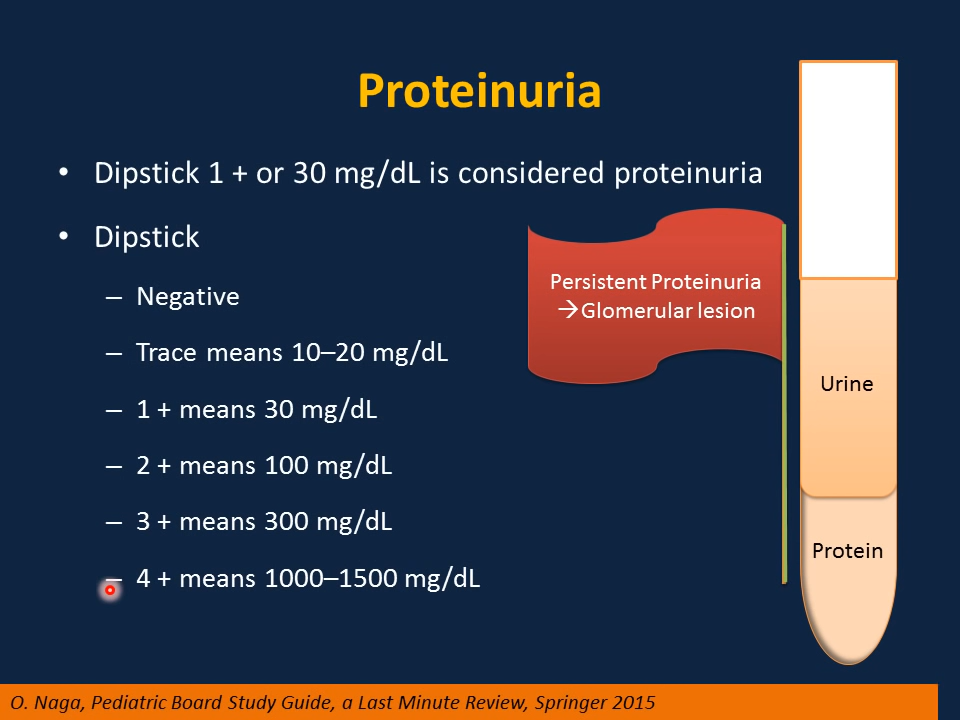 Proteinuria
• Dipstick 1 + or 30 mg/dL is considered proteinuria
• Dipstick
– Negative
– Trace means 10–20 mg/dL
– 1 + means 30 mg/dL
– 2 + means 100 mg/dL
– 3 + means 300 mg/dL
– 4 + means 1000–1500 mg/dL
Persistent Proteinuria
→Glomerular lesion
Urine
Protein
O. Naga, Pediatric Board Study Guide, a Last Minute Review, Springer 2015